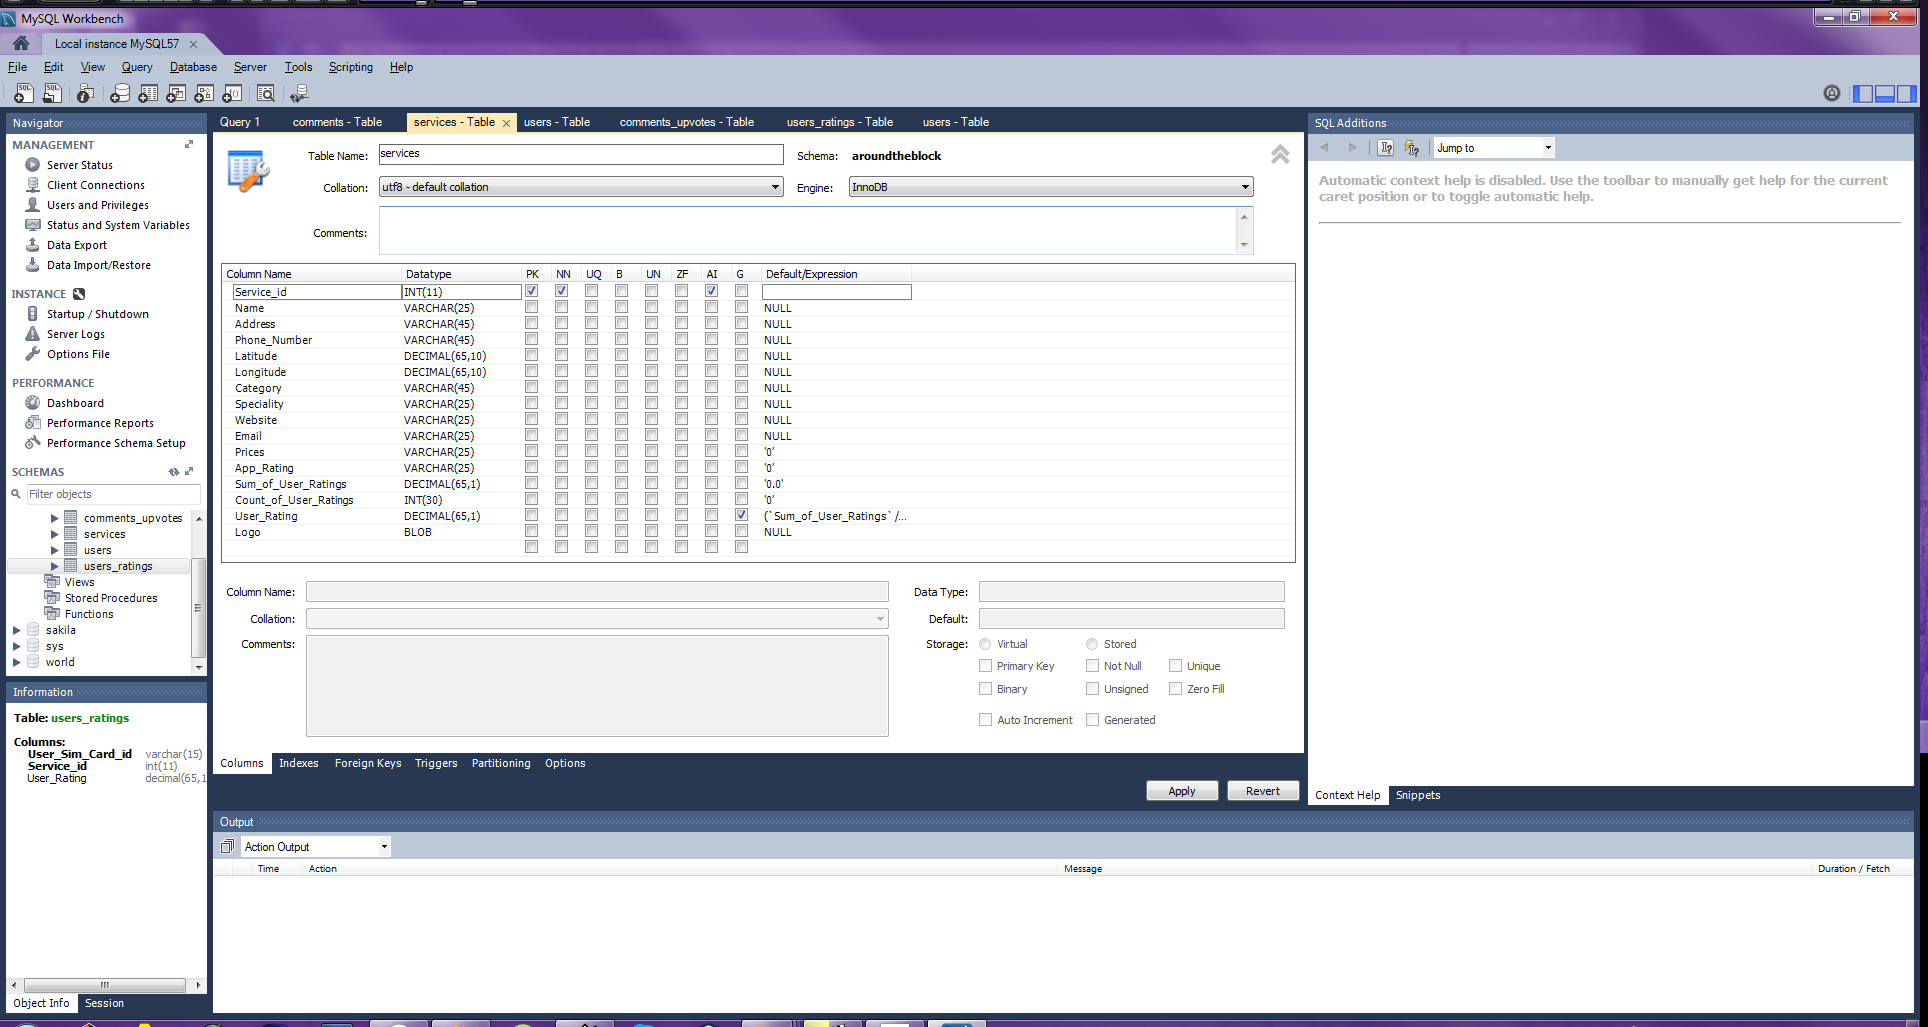 MySQL Workbench
Local instance MySQL57
File Edit View Query Database Server Tools Scripting Help
Navigator
MANAGEMENT
Server Status
Client Connections
Users and Privileges
Status and System Variables
Data Export
Data Import/Restore
INSTANCE
Startup / Shutdown
Server Logs
Options File
PERFORMANCE
Dashboard
Performance Reports
Performance Schema Setup
SCHEMAS
Filter objects
comments_upvotes
services
users
users_ratings
Views
Stored Procedures
Functions
sakila
sys
world
Information
Table: users_ratings
Columns:
User_Sim_Card_id varchar(15)
Service_id int(11)
User_Rating decimal(65,1
Object Info Session
Query 1 comments - Table services - Table users - Table comments_upvotes - Table users_ratings - Table users - Table
Table Name: services Schema: aroundtheblock
Collation: utf8 - default collation Engine: InnoDB
Comments:
Column Name Datatype PK NN UQ B UN ZF AI G Default/Expression
Service_id INT(11)
Name VARCHAR(25) NULL
Address VARCHAR(45) NULL
Phone_Number VARCHAR(45) NULL
Latitude DECIMAL(65,10) NULL
Longitude DECIMAL(65,10) NULL
Category VARCHAR(45) NULL
Speciality VARCHAR(25) NULL
Website VARCHAR(25) NULL
Email VARCHAR(25) NULL
Prices VARCHAR(25) '0'
App_Rating VARCHAR(25) '0'
Sum_of_User_Ratings DECIMAL(65,1) '0.0'
Count_of_User_Ratings INT(30) '0'
User_Rating DECIMAL(65,1) (`Sum_of_User_Ratings` /...
Logo BLOB NULL
Column Name: Data Type:
Collation: Default:
Comments: Storage: Virtual Stored
Primary Key Not Null Unique
Binary Unsigned Zero Fill
Auto Increment Generated
Columns Indexes Foreign Keys Triggers Partitioning Options
Apply Revert
SQL Additions
Jump to
Automatic context help is disabled. Use the toolbar to manually get help for the current
caret position or to toggle automatic help.
Context Help Snippets
Output
Action Output
Time Action Message Duration / Fetch